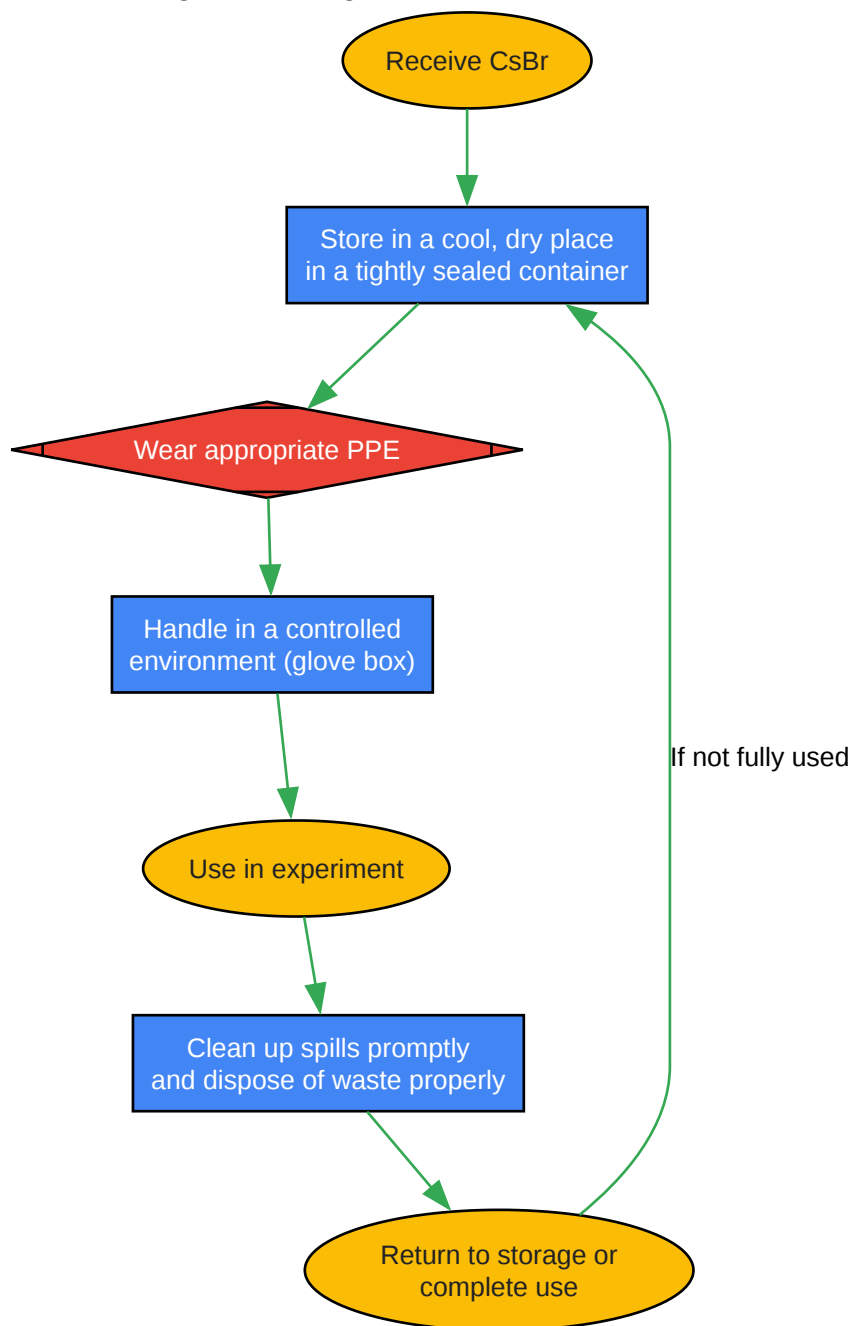 Receive CsBr
Store in a cool, dry place
in a tightly sealed container
Wear appropriate PPE
Handle in a controlled
environment (glove box)
If not fully used
Use in experiment
Clean up spills promptly
and dispose of waste properly
Return to storage or
complete use